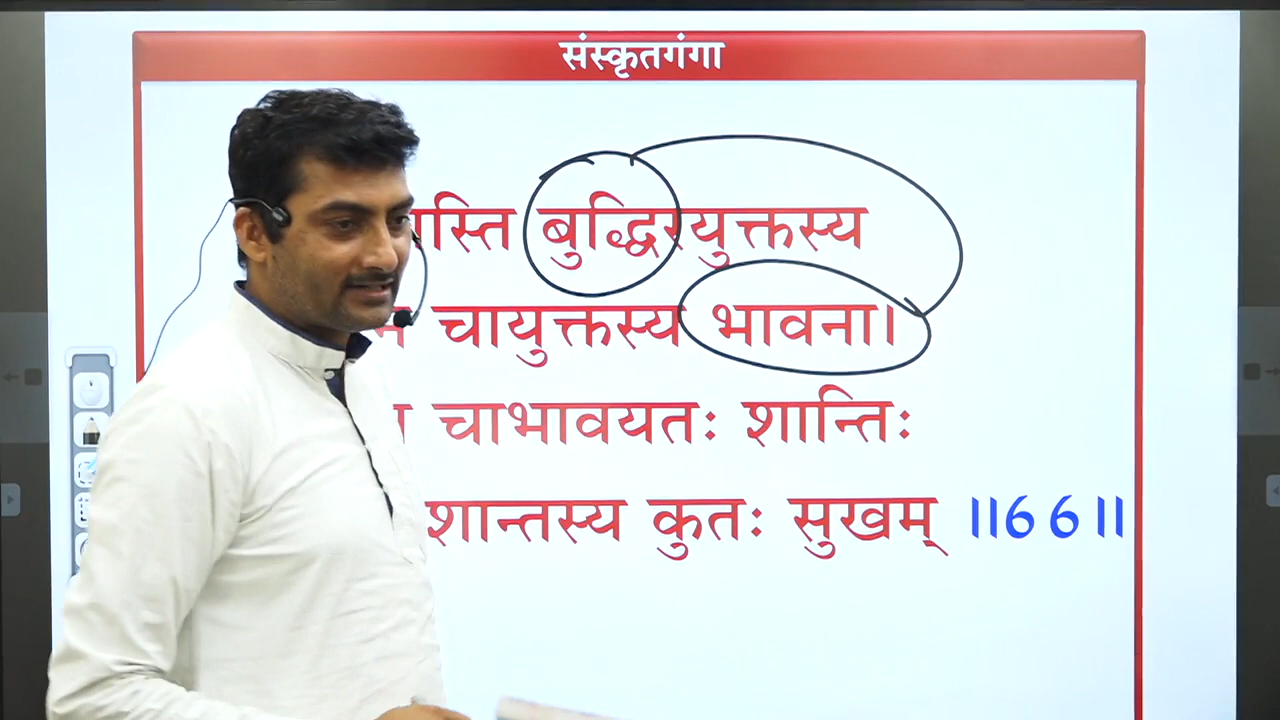 संस्कृतगंगा
बुद्धिरयुक्तस्य
चायुक्तस्य भावना।
चाभावयतः शान्तिः
शान्तस्य कुतः सुखम् ॥66॥